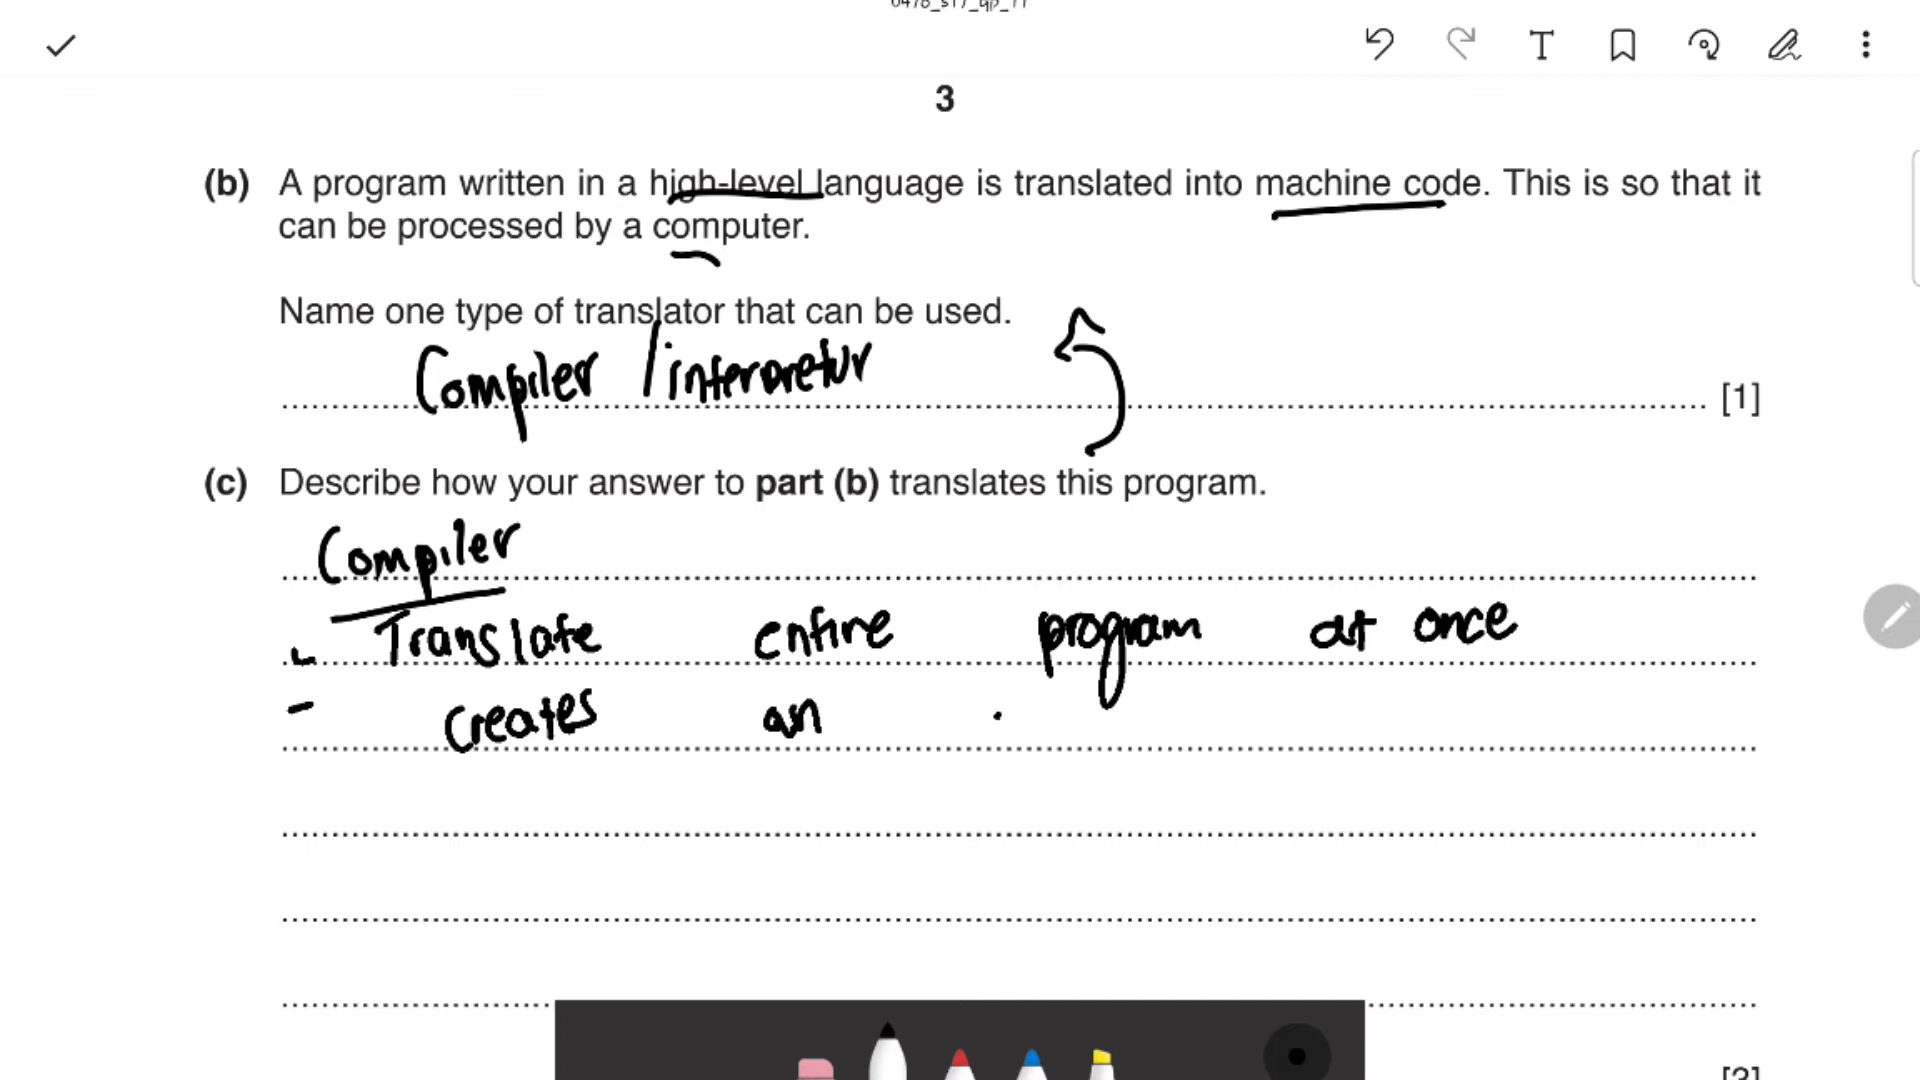 3
(b) A program written in a high-level language is translated into machine code. This is so that it
can be processed by a computer.
Name one type of translator that can be used.
Compiler / interpretur
[1]
(c) Describe how your answer to part (b) translates this program.
Compiler
- Translate entire program at once
- Creates an